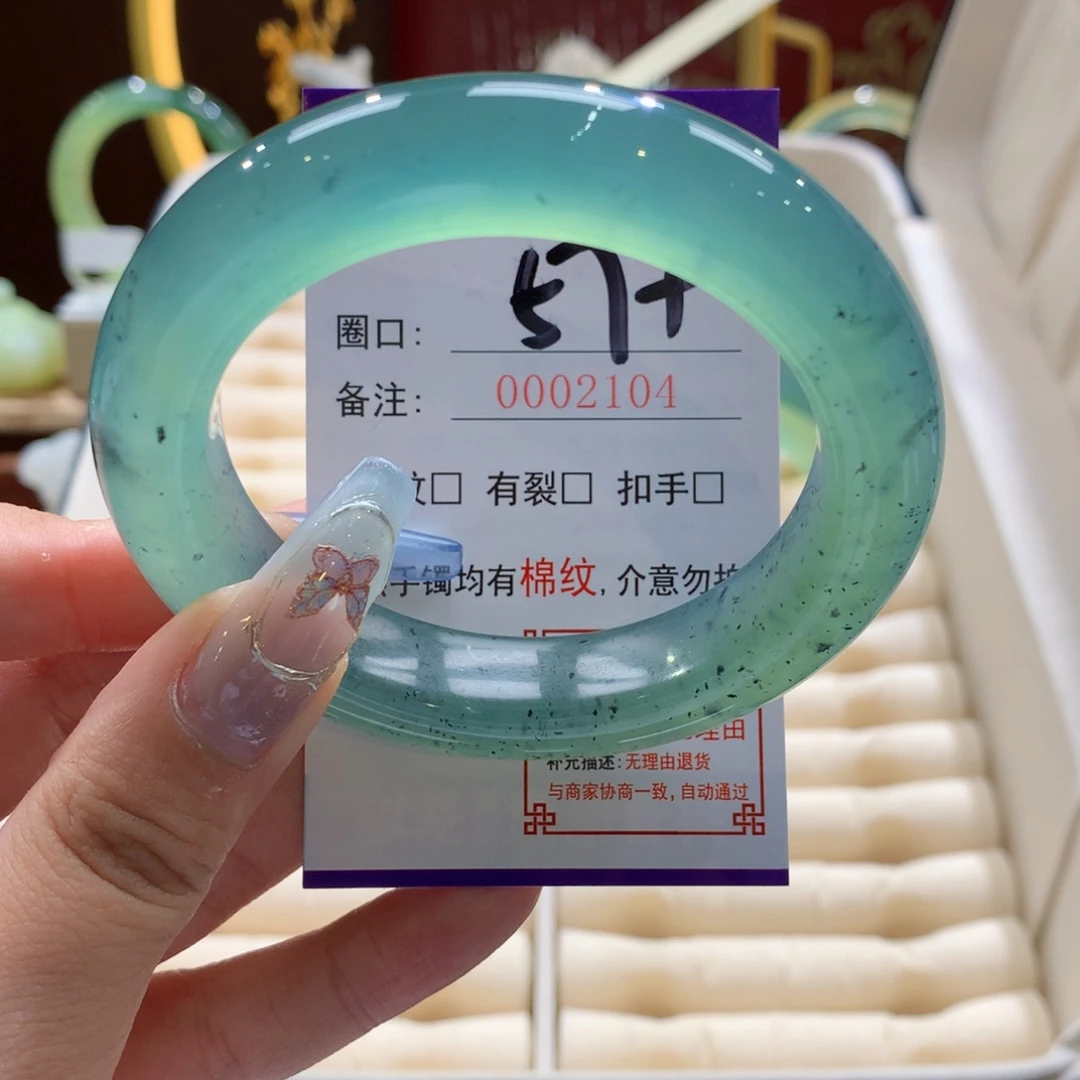 圈口: 57+
备注: 0002104
纹□ 有裂□ 扣手□
手镯均有棉纹, 介意勿拍
理由
补充描述: 无理由退货
与商家协商一致, 自动通过